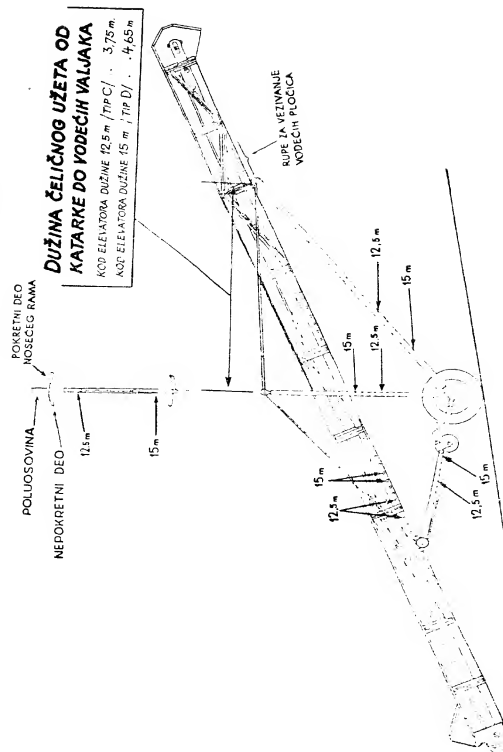 DUŽINA ČELIČNOG UŽETA OD
KATARKE DO VODEĆIH VALJAKA
KOD ELEVATORA DUŽINE 12,5 m /TIP C/ . 3,75 m.
KOD ELEVATORA DUŽINE 15 m /TIP D/ . 4,65 m
POKRETNI DEO
NOSEĆEG RAMA
POLUOSOVINA
NEPOKRETNI DEO
12,5 m
15 m
RUPE ZA VEZIVANJE
VODEĆIH PLOČICA
15 m
12,5 m
12,5 m
15 m
15 m
12,5 m
12,5 m
15 m